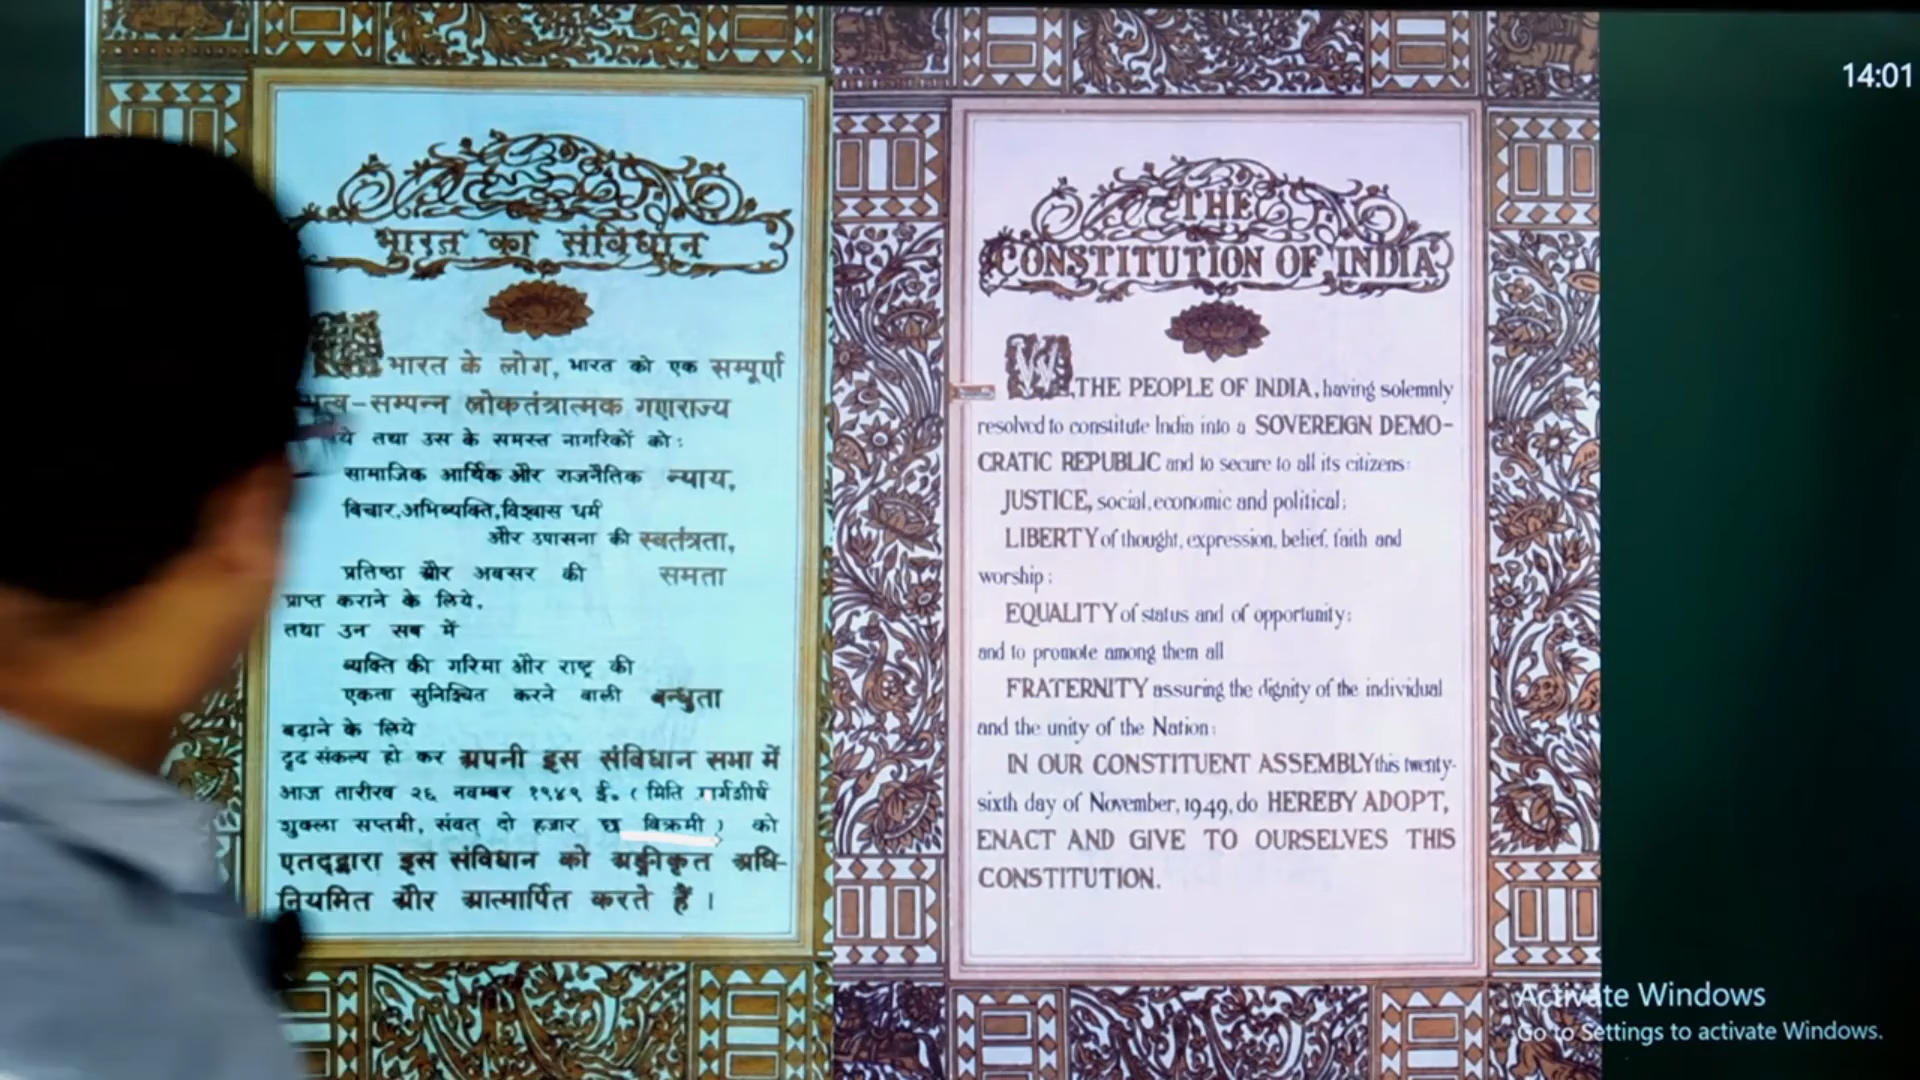 भारत का संविधान
भारत के लोग, भारत को एक सम्पूर्ण
सम्पन्न लोकतंत्रात्मक गणराज्य
तथा उस के समस्त नागरिकों को:
सामाजिक आर्थिक और राजनैतिक न्याय,
विचार, अभिव्यक्ति, विश्वास धर्म
और उपासना की स्वतंत्रता,
प्रतिष्ठा और अवसर की समता
प्राप्त कराने के लिये,
तथा उन सब में
व्यक्ति की गरिमा और राष्ट्र की
एकता सुनिश्चित करने वाली बन्धुता
बढ़ाने के लिये
दृढ़ संकल्प हो कर अपनी इस संविधान सभा में
आज तारीख २६ नवम्बर १९४९ ई॰ (मिति मार्गशीर्ष
शुक्ला सप्तमी, संवत् दो हजार छ विक्रमी) को
एतद्द्वारा इस संविधान को अङ्गीकृत अधि-
नियमित और आत्मार्पित करते हैं।
THE
CONSTITUTION OF INDIA
WE, THE PEOPLE OF INDIA, having solemnly
resolved to constitute India into a SOVEREIGN DEMO-
CRATIC REPUBLIC and to secure to all its citizens:
JUSTICE, social, economic and political;
LIBERTY of thought, expression, belief, faith and
worship;
EQUALITY of status and of opportunity;
and to promote among them all
FRATERNITY assuring the dignity of the individual
and the unity of the Nation;
IN OUR CONSTITUENT ASSEMBLY this twenty-
sixth day of November, 1949, do HEREBY ADOPT,
ENACT AND GIVE TO OURSELVES THIS
CONSTITUTION.
14:01
Activate Windows
Go to Settings to activate Windows.